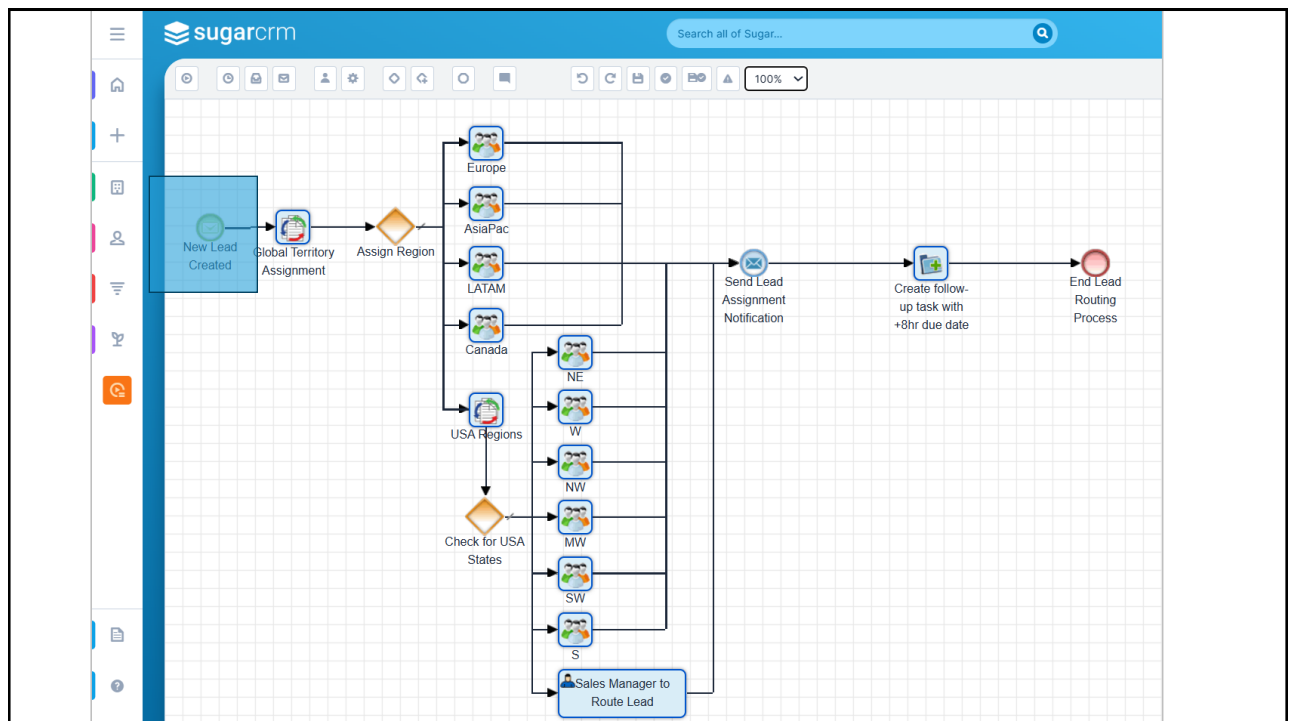 sugarcrm
Search all of Sugar...
100%
Europe
AsiaPac
New Lead
Created
Global Territory
Assignment
Assign Region
LATAM
Send Lead
Assignment
Notification
Create follow-
up task with
+8hr due date
End Lead
Routing
Process
Canada
NE
USA Regions
W
NW
Check for USA
States
MW
SW
S
Sales Manager to
Route Lead